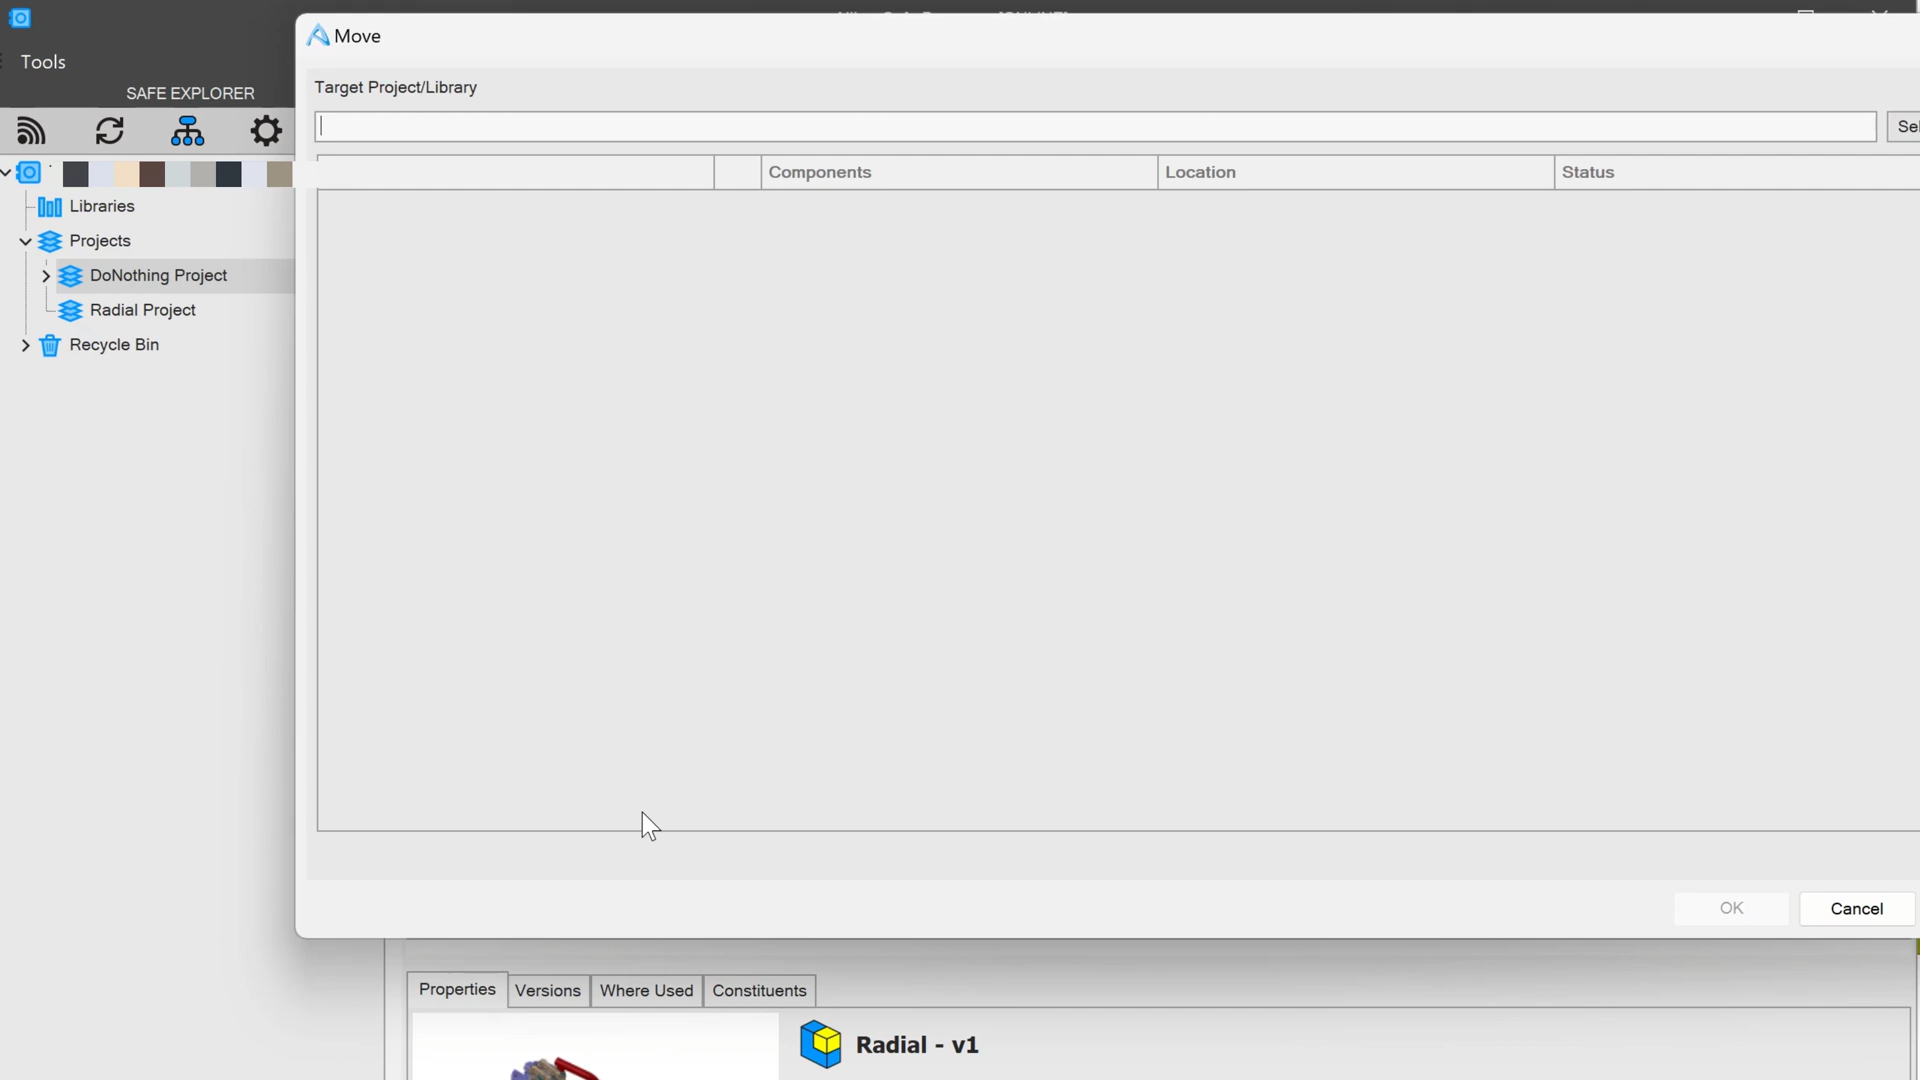 Move
Tools
Target Project/Library
SAFE EXPLORER
Components
Location
Status
Libraries
Projects
DoNothing Project
Radial Project
Recycle Bin
OK
Cancel
Properties
Versions
Where Used
Constituents
Radial - v1